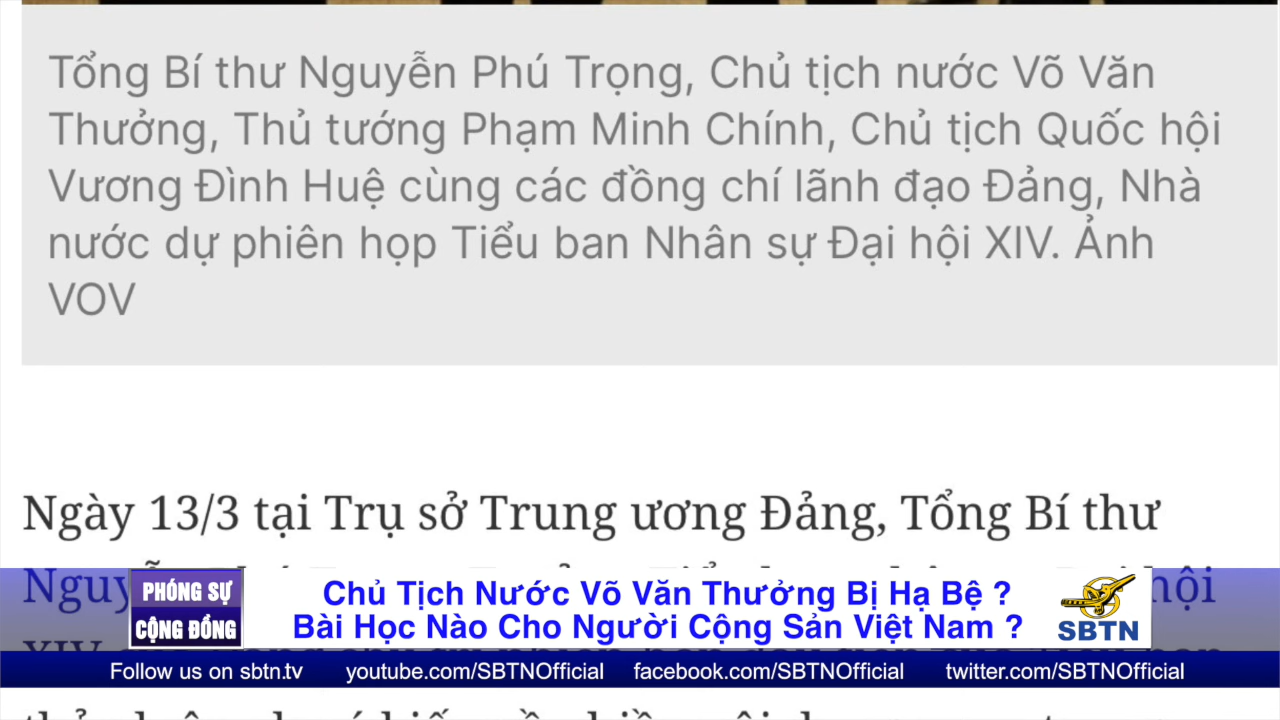 Tổng Bí thư Nguyễn Phú Trọng, Chủ tịch nước Võ Văn
Thưởng, Thủ tướng Phạm Minh Chính, Chủ tịch Quốc hội
Vương Đình Huệ cùng các đồng chí lãnh đạo Đảng, Nhà
nước dự phiên họp Tiểu ban Nhân sự Đại hội XIV. Ảnh
VOV
Ngày 13/3 tại Trụ sở Trung ương Đảng, Tổng Bí thư
hội
PHÓNG SỰ
CỘNG ĐỒNG
Chủ Tịch Nước Võ Văn Thưởng Bị Hạ Bệ ?
Bài Học Nào Cho Người Cộng Sản Việt Nam ?
SBTN
Follow us on sbtn.tv youtube.com/SBTNOfficial facebook.com/SBTNOfficial twitter.com/SBTNOfficial